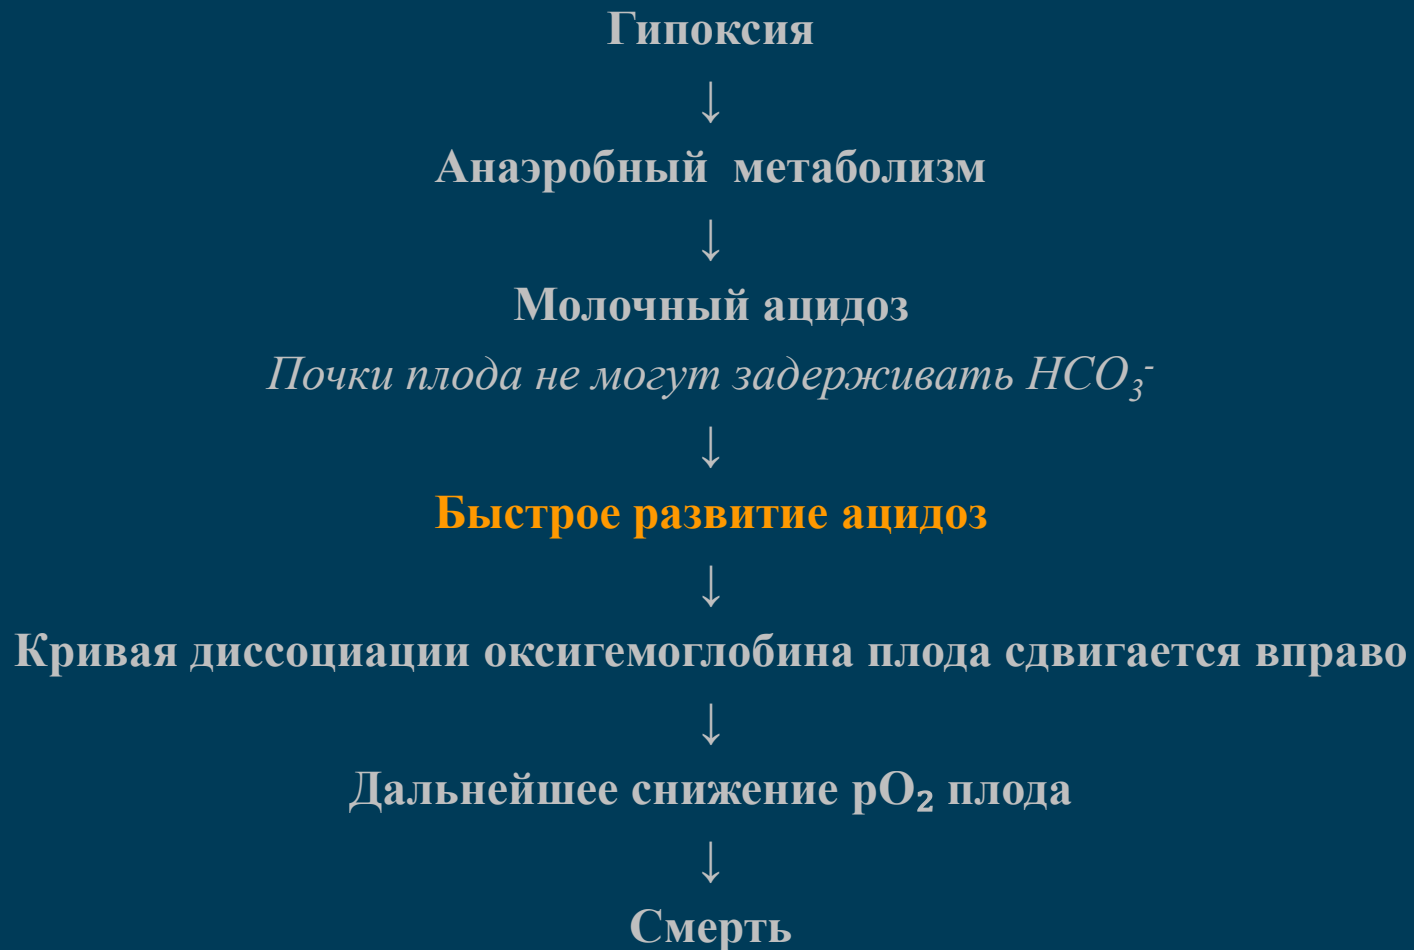 Гипоксия
↓
Анаэробный метаболизм
↓
Молочный ацидоз
Почки плода не могут задерживать HCO₃⁻
↓
Быстрое развитие ацидоз
↓
Кривая диссоциации оксигемоглобина плода сдвигается вправо
↓
Дальнейшее снижение pO₂ плода
↓
Смерть